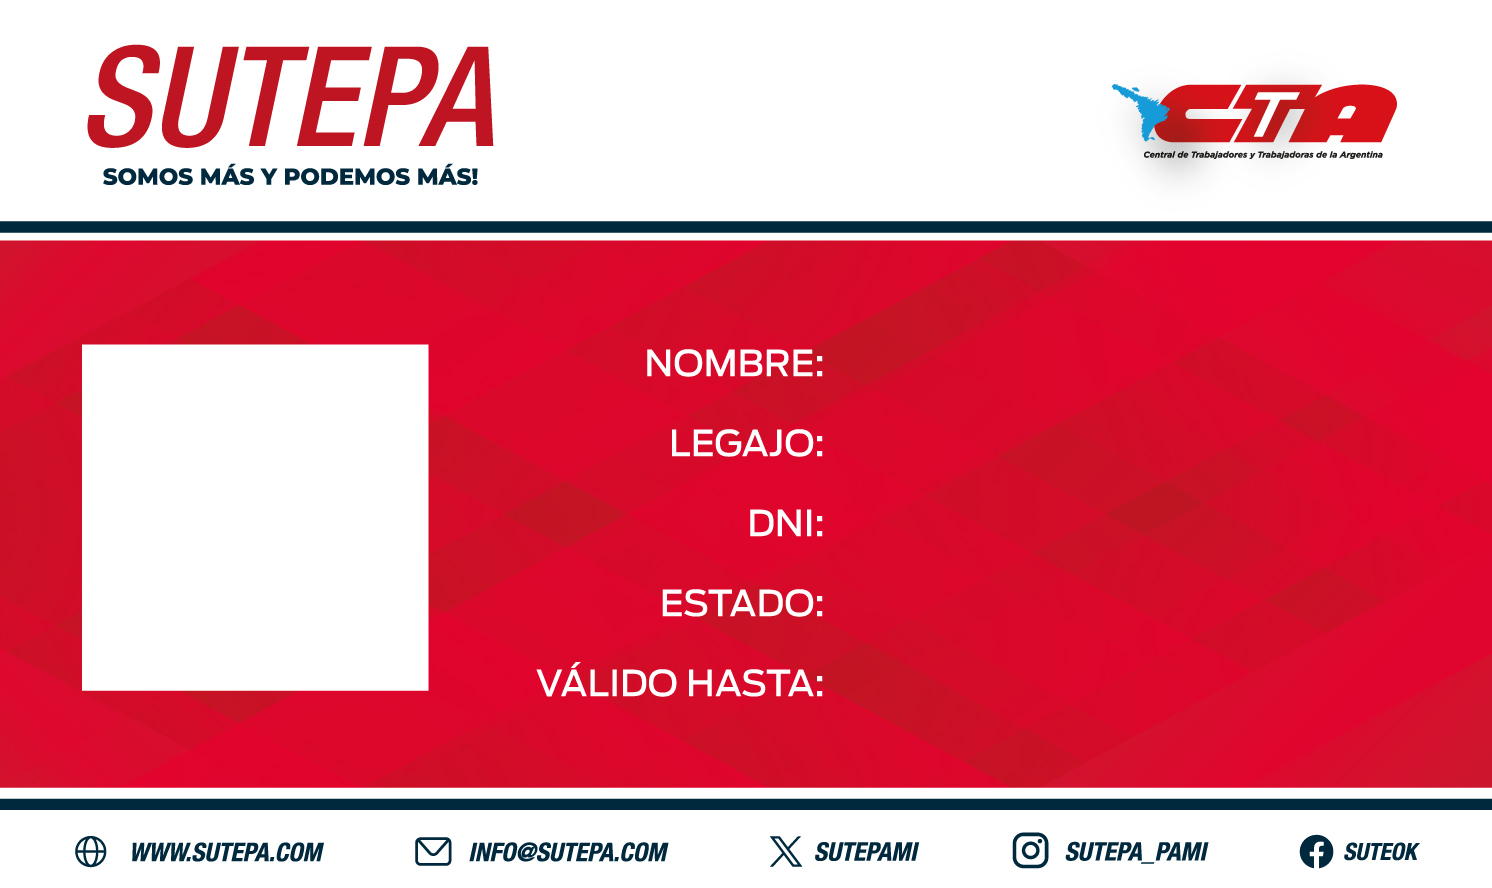 SUTEPA
SOMOS MÁS Y PODEMOS MÁS!
CTA
Central de Trabajadores y Trabajadoras de la Argentina
NOMBRE:
LEGAJO:
DNI:
ESTADO:
VÁLIDO HASTA:
WWW.SUTEPA.COM
INFO@SUTEPA.COM
SUTEPAMI
SUTEPA_PAMI
SUTEOK